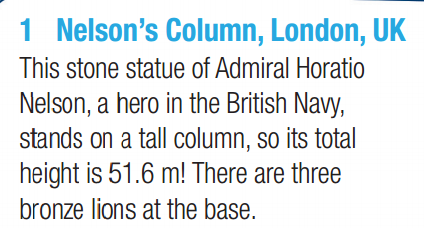 1 Nelson's Column, London, UK
This stone statue of Admiral Horatio
Nelson, a hero in the British Navy,
stands on a tall column, so its total
height is 51.6 m! There are three
bronze lions at the base.